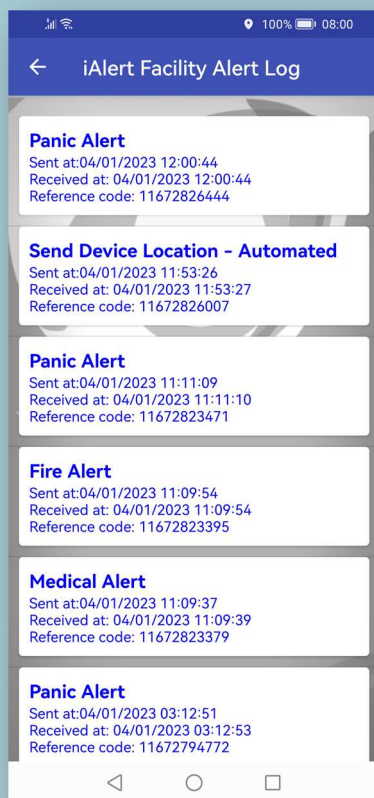 100% 08:00
iAlert Facility Alert Log
Panic Alert
Sent at:04/01/2023 12:00:44
Received at: 04/01/2023 12:00:44
Reference code: 11672826444
Send Device Location - Automated
Sent at:04/01/2023 11:53:26
Received at: 04/01/2023 11:53:27
Reference code: 11672826007
Panic Alert
Sent at:04/01/2023 11:11:09
Received at: 04/01/2023 11:11:10
Reference code: 11672823471
Fire Alert
Sent at:04/01/2023 11:09:54
Received at: 04/01/2023 11:09:54
Reference code: 11672823395
Medical Alert
Sent at:04/01/2023 11:09:37
Received at: 04/01/2023 11:09:39
Reference code: 11672823379
Panic Alert
Sent at:04/01/2023 03:12:51
Received at: 04/01/2023 03:12:53
Reference code: 11672794772